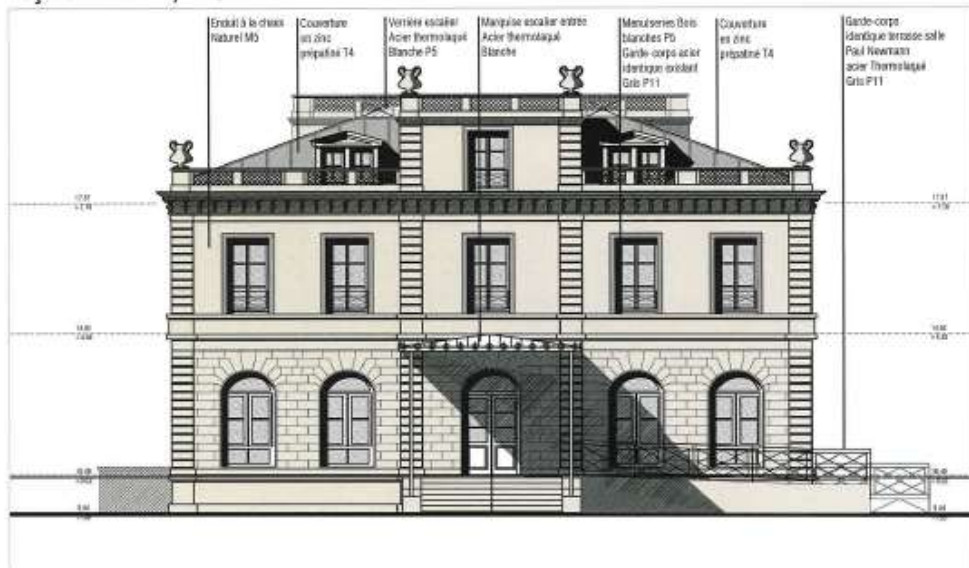 Enduit à la chaux
Naturel M5
Couverture
en zinc
prépatiné T4
Verrière escalier
Acier thermolaqué
Blanche P5
Marquise escalier entrée
Acier thermolaqué
Blanche
Menuiseries Bois
blanches P5
Garde-corps acier
identique existant
Gris P11
Couverture
en zinc
prépatiné T4
Garde-corps
identique terrasse salle
Paul Newmann
acier Thermolaqué
Gris P11